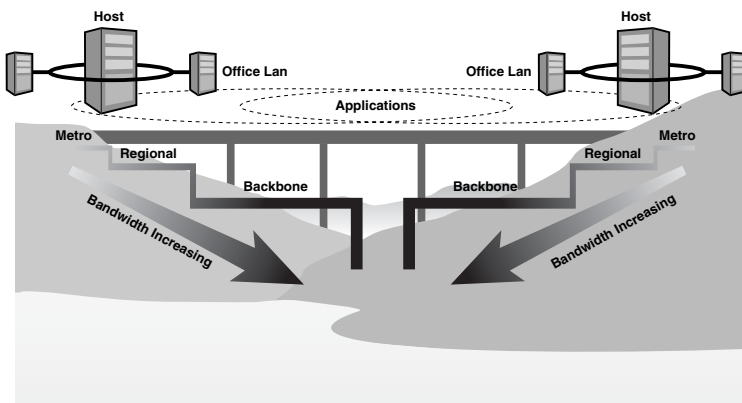 Host
Host
Office Lan
Office Lan
Applications
Metro
Metro
Regional
Regional
Backbone
Backbone
Bandwidth Increasing
Bandwidth Increasing